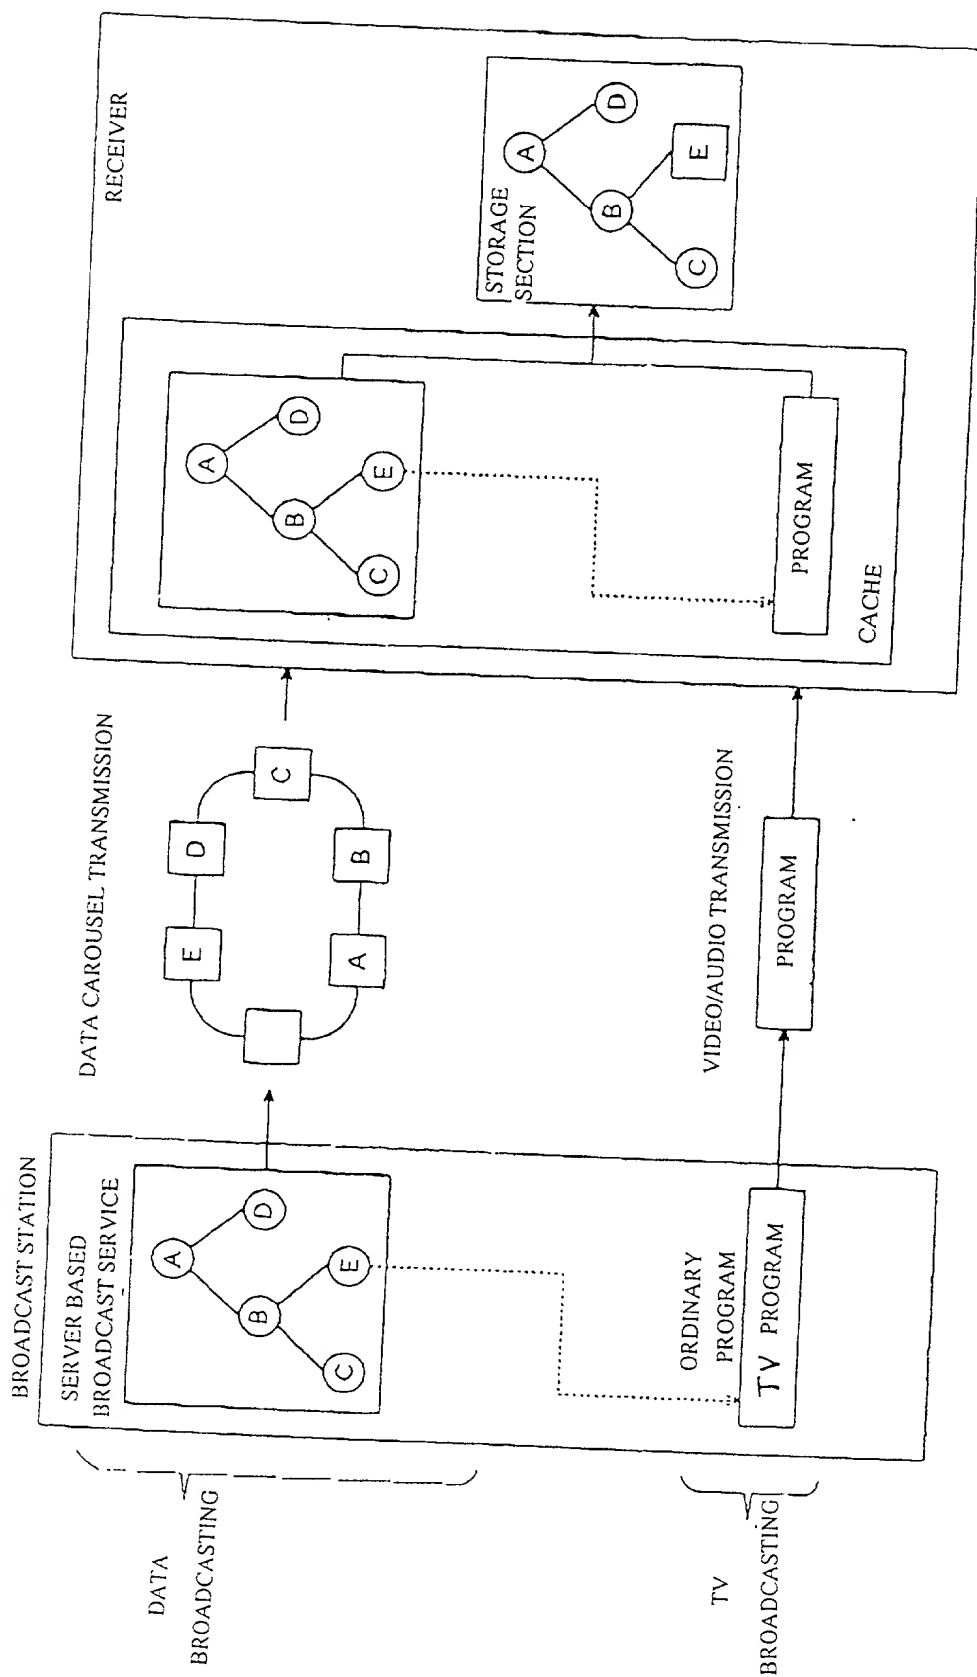 BROADCAST STATION
SERVER BASED
BROADCAST SERVICE
A
B
D
C
E
ORDINARY
PROGRAM
TV PROGRAM
DATA
BROADCASTING
TV
BROADCASTING
DATA CAROUSEL TRANSMISSION
E
D
C
A
B
VIDEO/AUDIO TRANSMISSION
PROGRAM
RECEIVER
A
B
D
C
E
PROGRAM
CACHE
STORAGE
SECTION
A
B
D
C
E